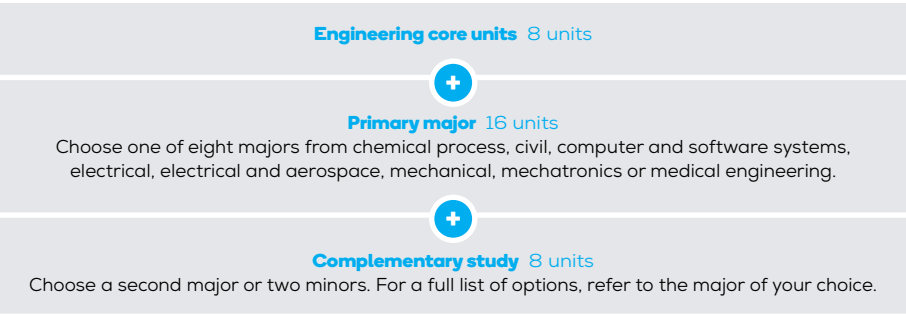 Engineering core units 8 units
+
Primary major 16 units
Choose one of eight majors from chemical process, civil, computer and software systems,
electrical, electrical and aerospace, mechanical, mechatronics or medical engineering.
+
Complementary study 8 units
Choose a second major or two minors. For a full list of options, refer to the major of your choice.